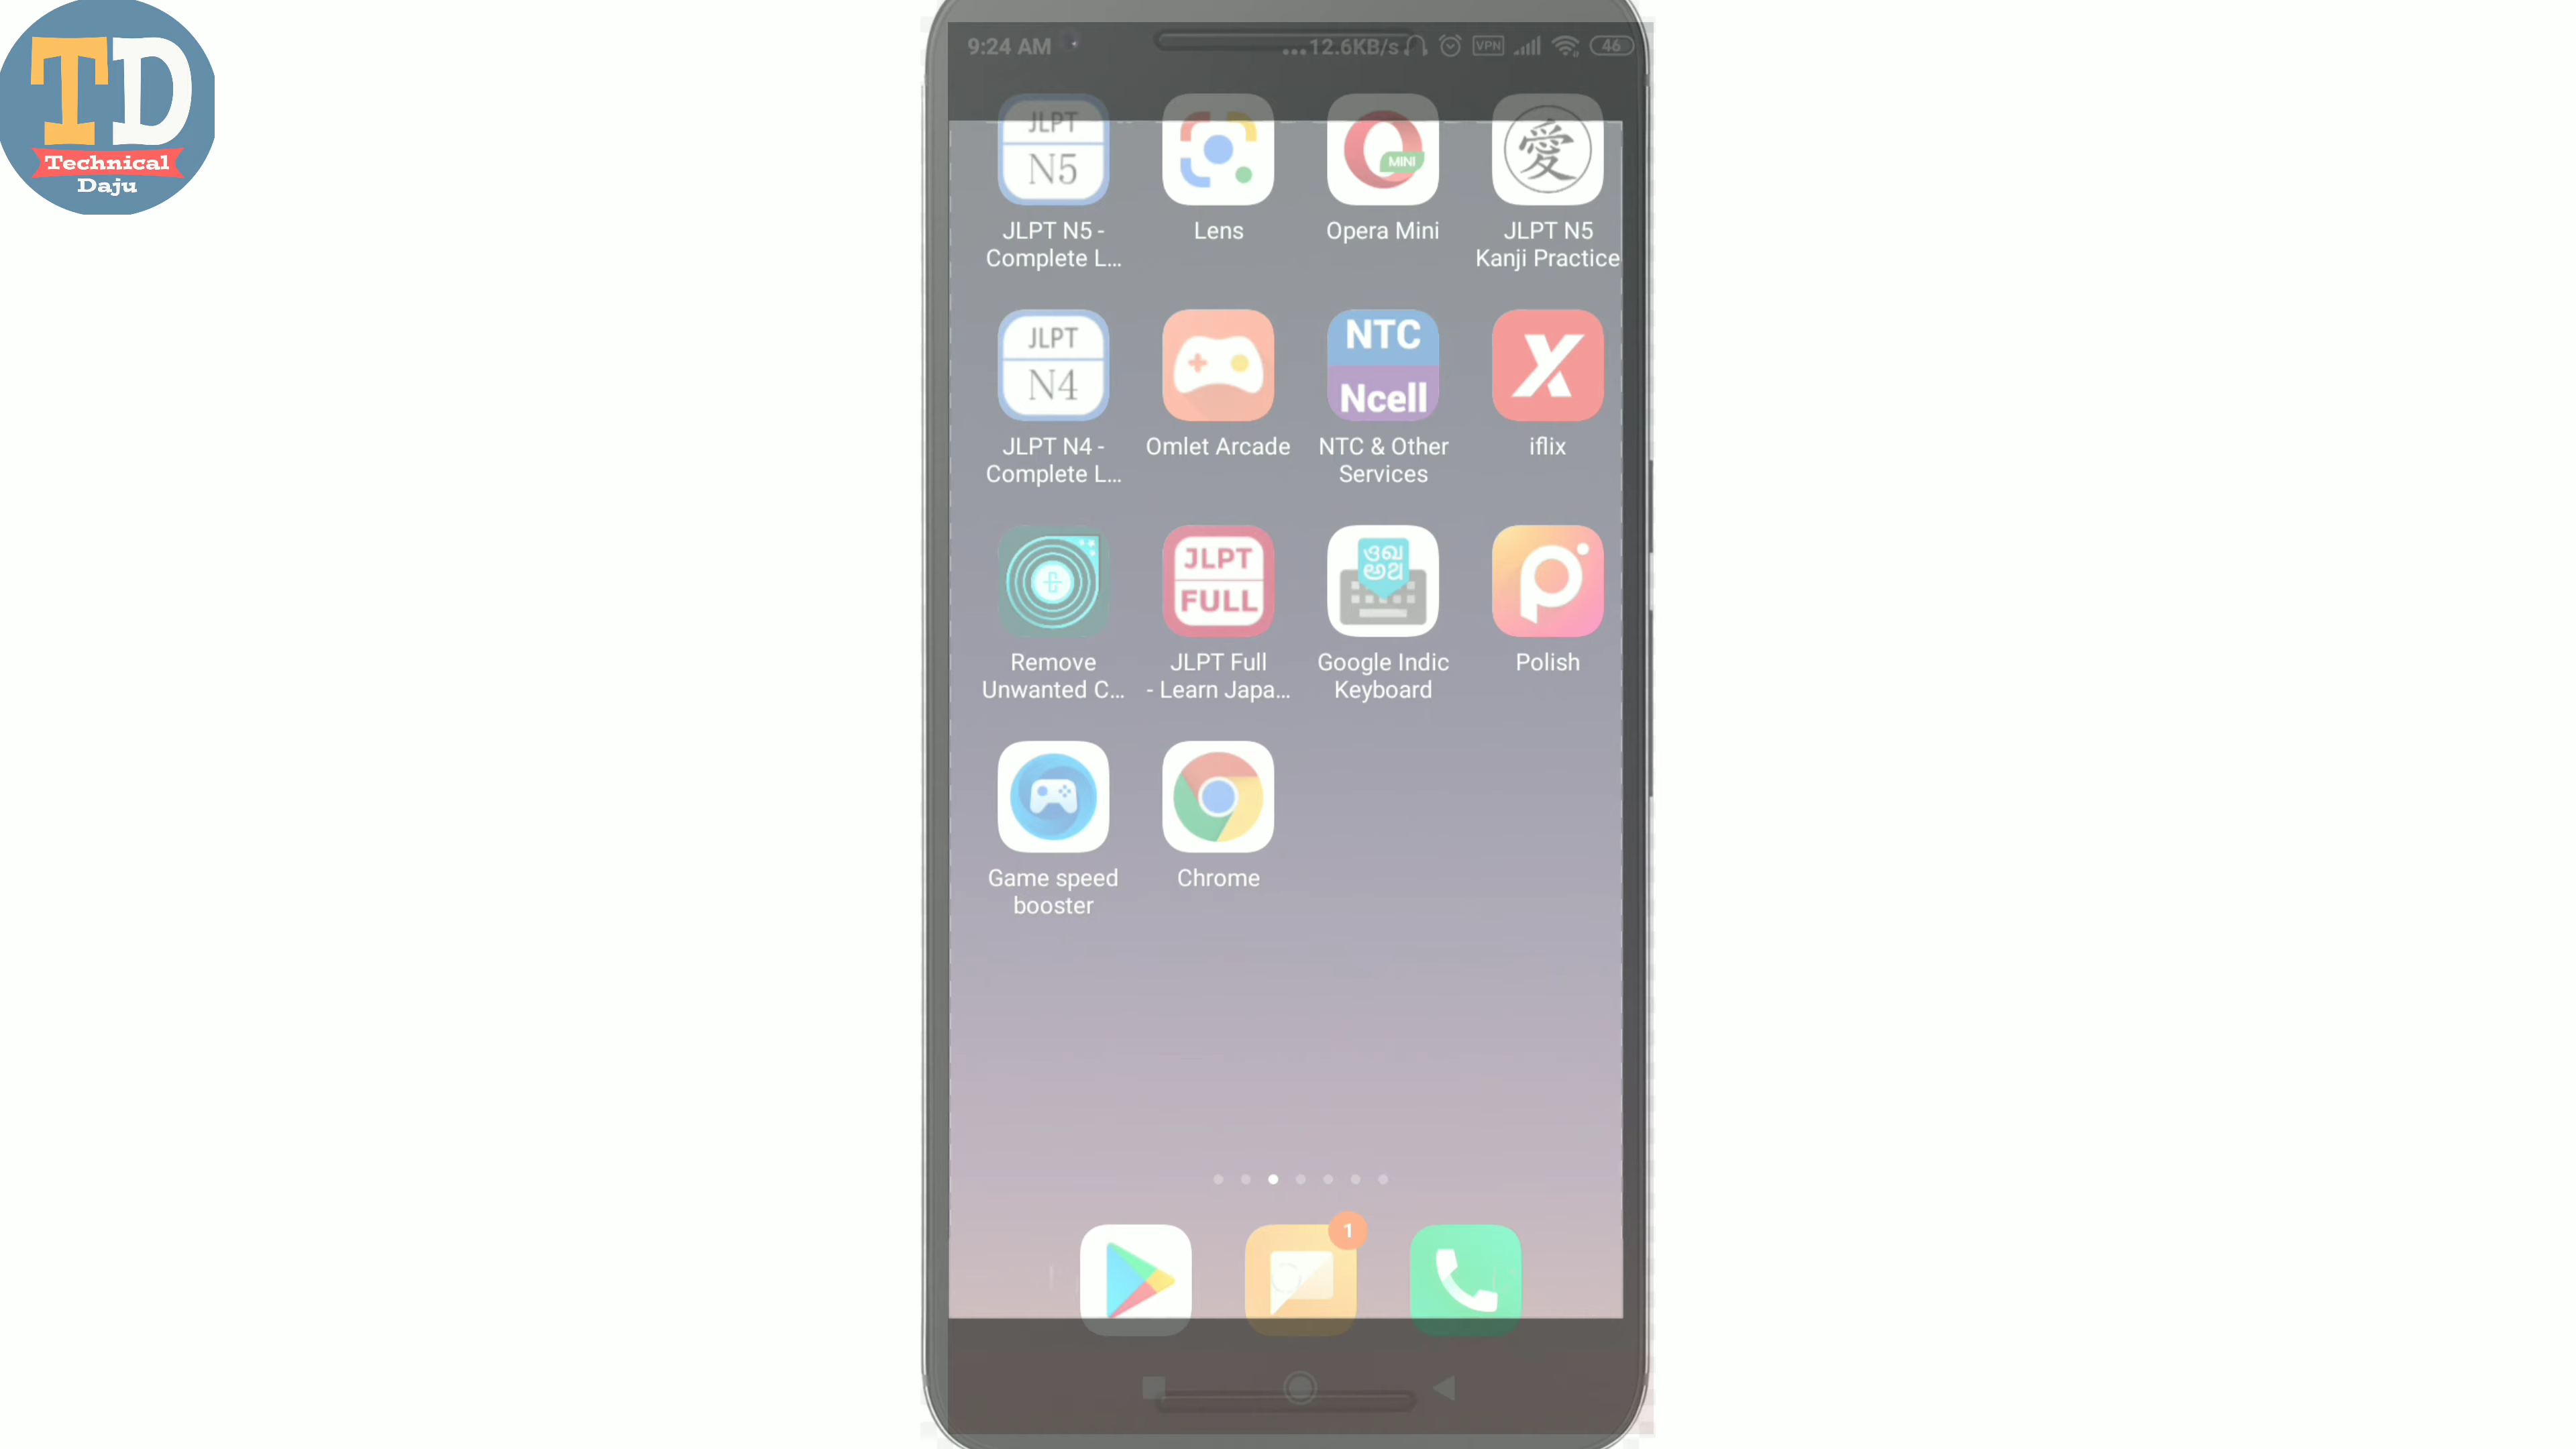 TD
Technical
Daju
9:24 AM
...12.6KB/s VPN 46
JLPT
N5
MINI
愛
JLPT N5 -
Complete L...
Lens
Opera Mini
JLPT N5
Kanji Practice
JLPT
N4
NTC
Ncell
JLPT N4 -
Complete L...
Omlet Arcade
NTC & Other
Services
iflix
JLPT
FULL
Remove
Unwanted C...
JLPT Full
- Learn Japa...
Google Indic
Keyboard
Polish
Game speed
booster
Chrome
1